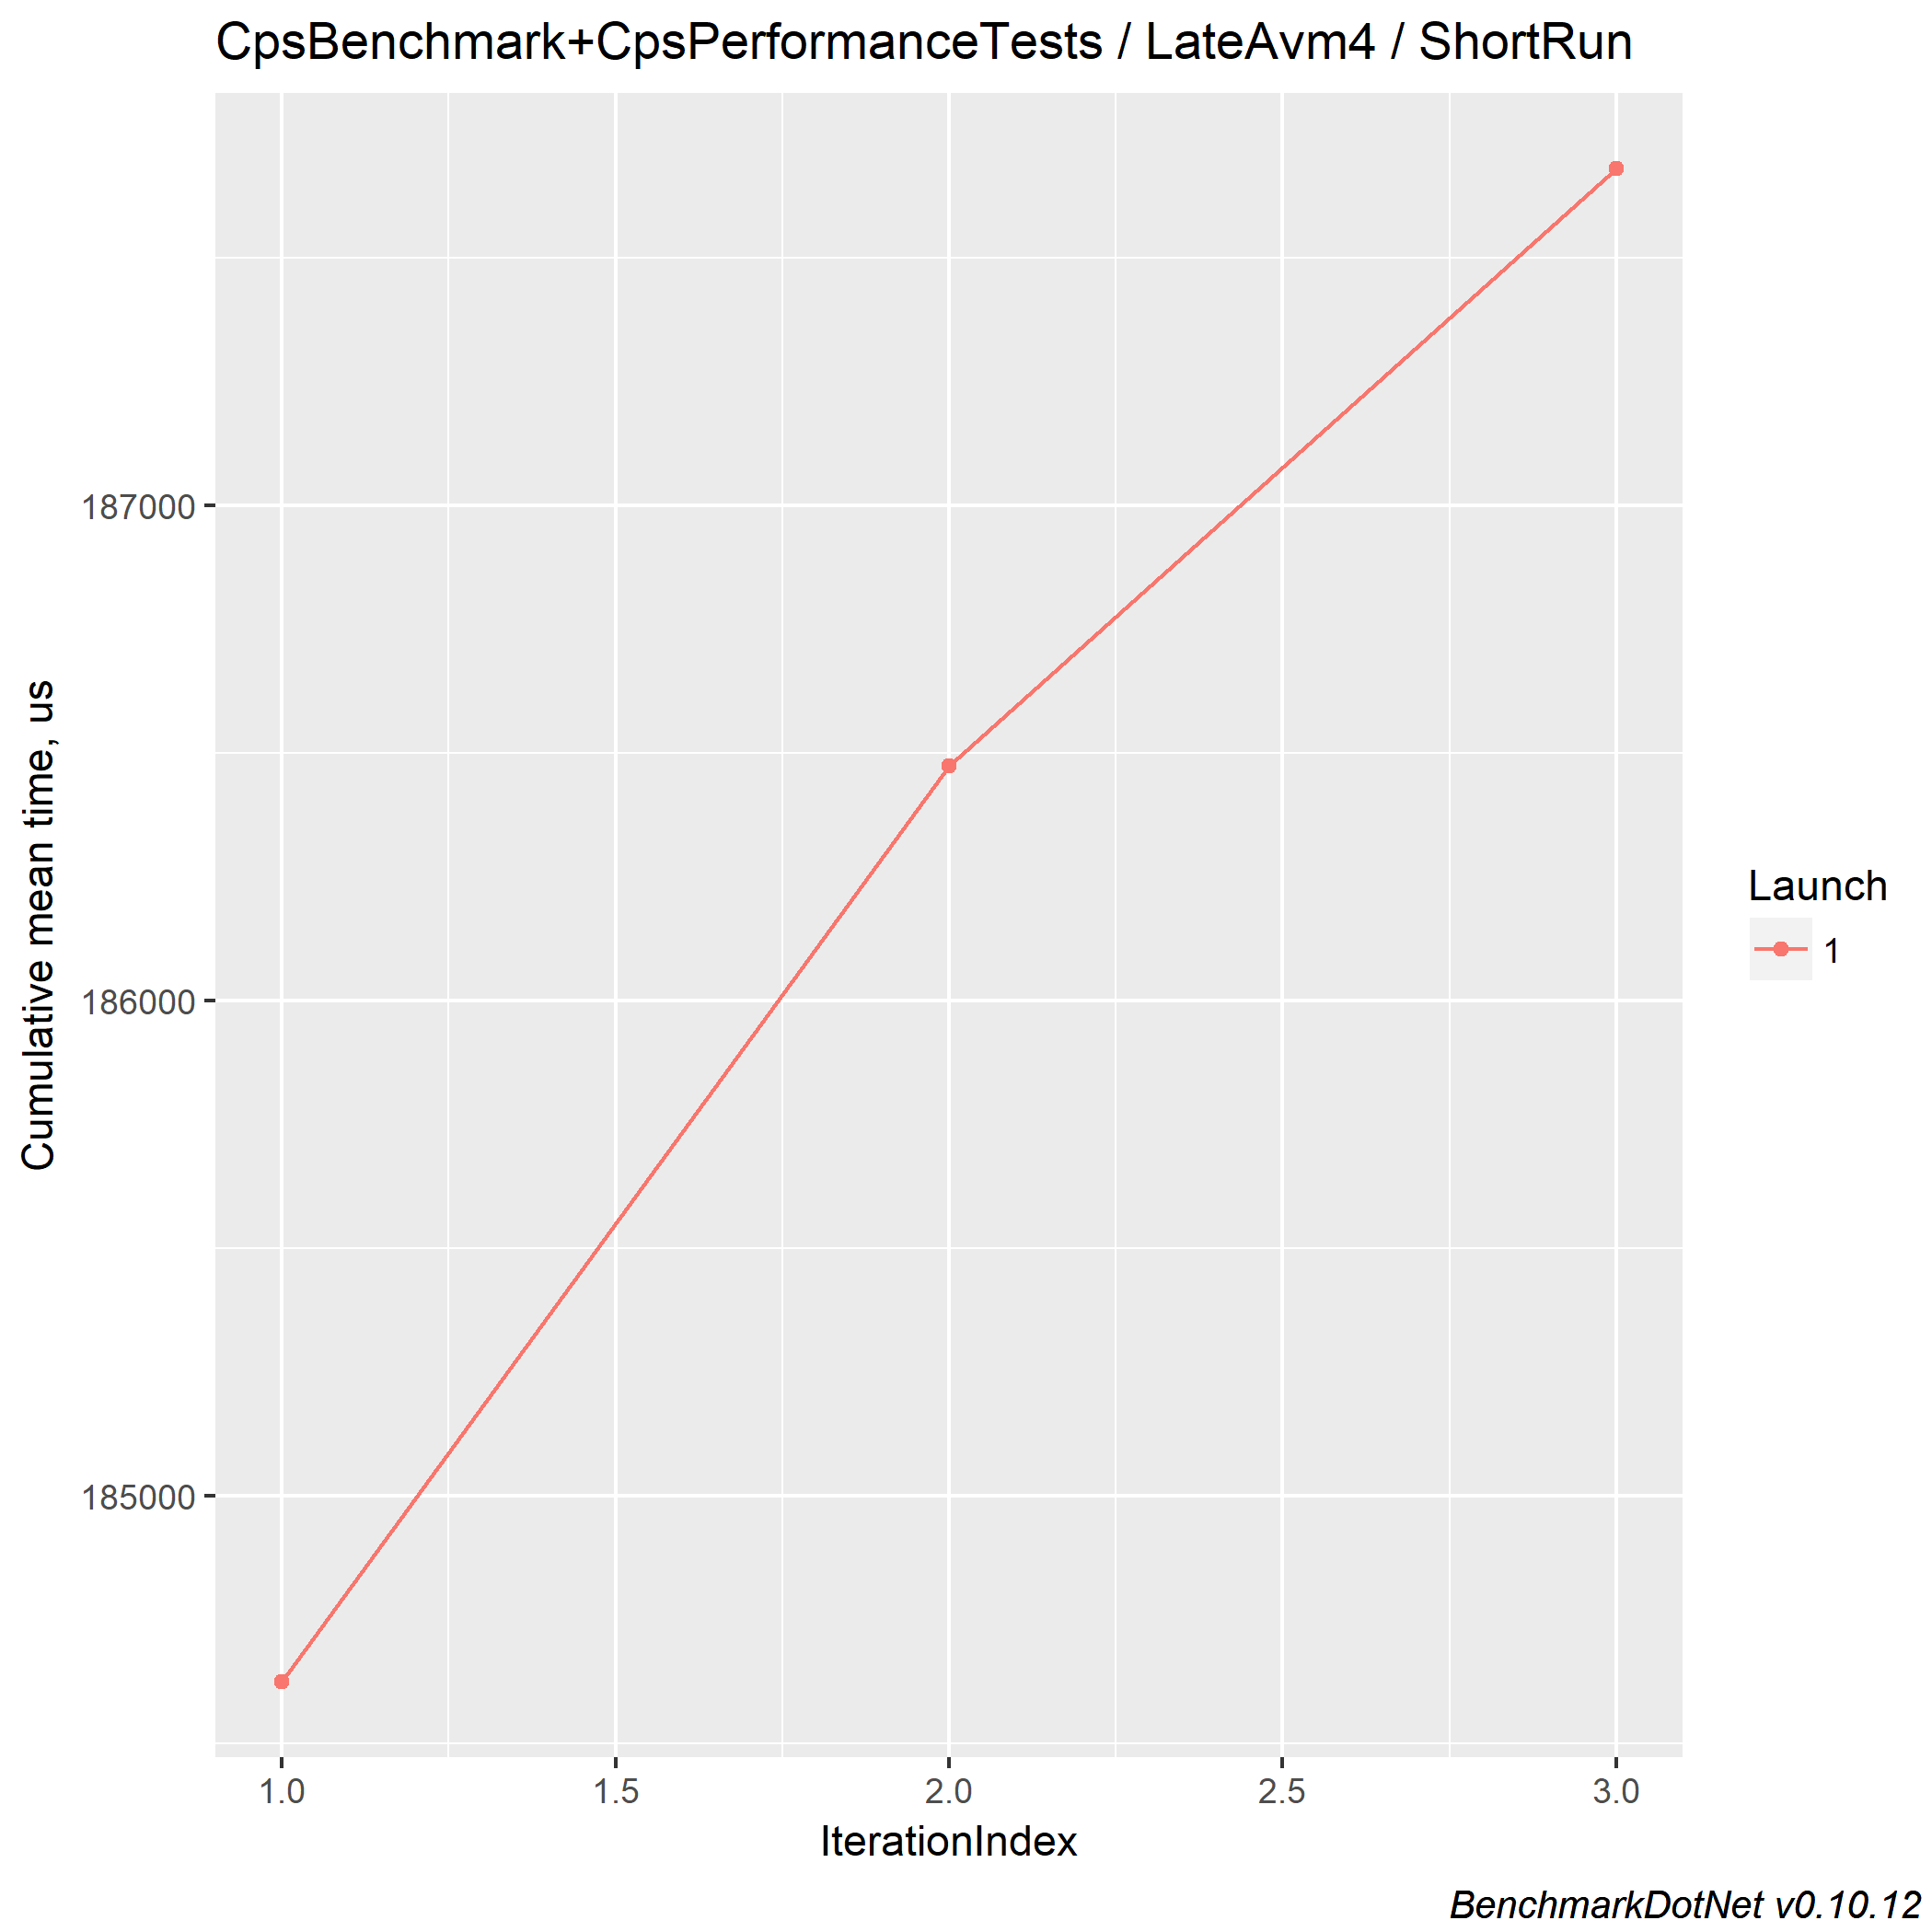 CpsBenchmark+CpsPerformanceTests / LateAvm4 / ShortRun
Cumulative mean time, us
187000
186000
185000
1.0 1.5 2.0 2.5 3.0
IterationIndex
Launch
1
BenchmarkDotNet v0.10.12